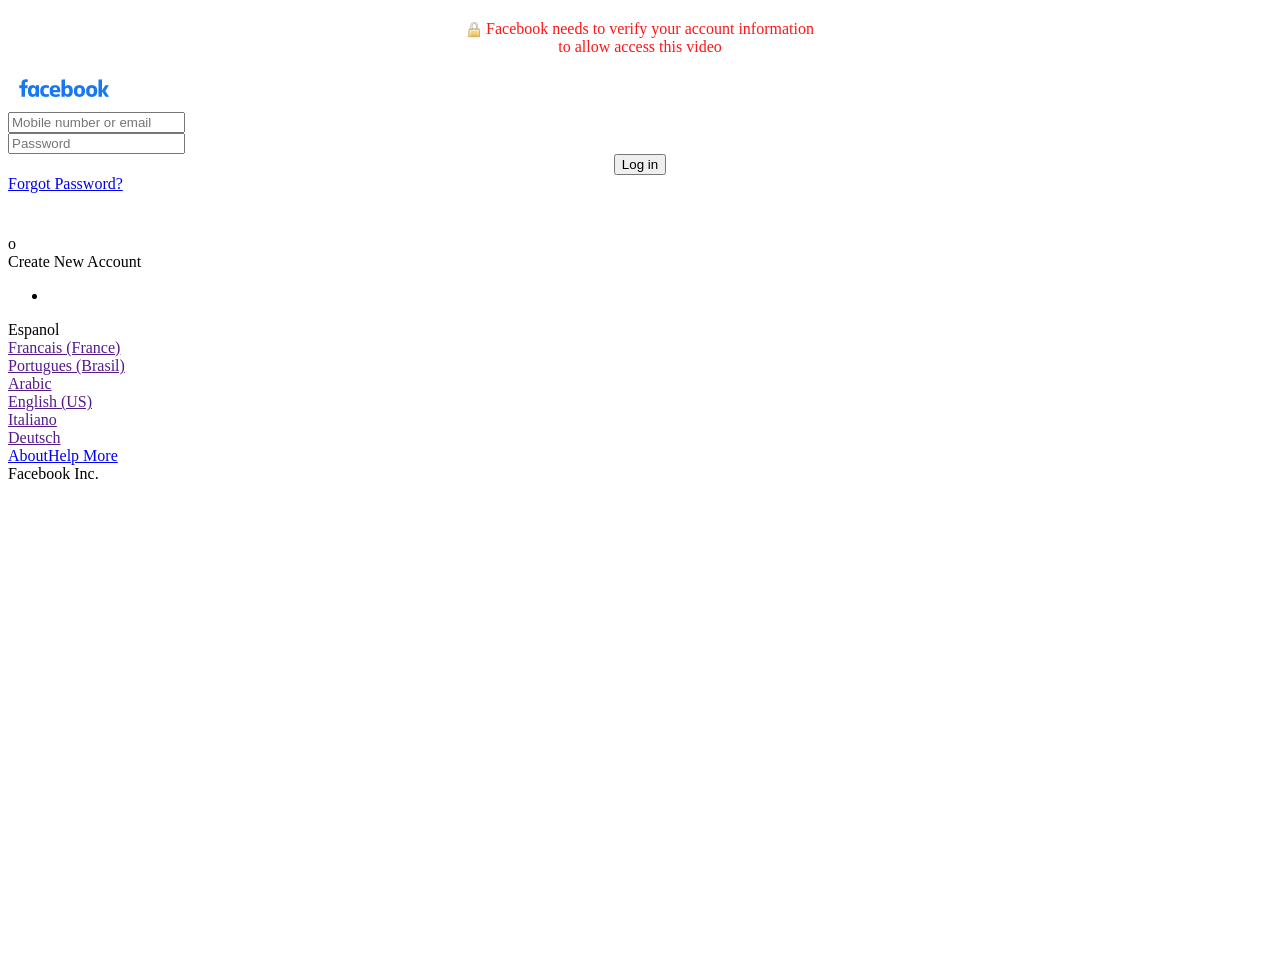 Facebook needs to verify your account information
to allow access this video
facebook
Mobile number or email
Password
Log in
Forgot Password?
o
Create New Account
Espanol
Francais (France)
Portugues (Brasil)
Arabic
English (US)
Italiano
Deutsch
AboutHelp More
Facebook Inc.